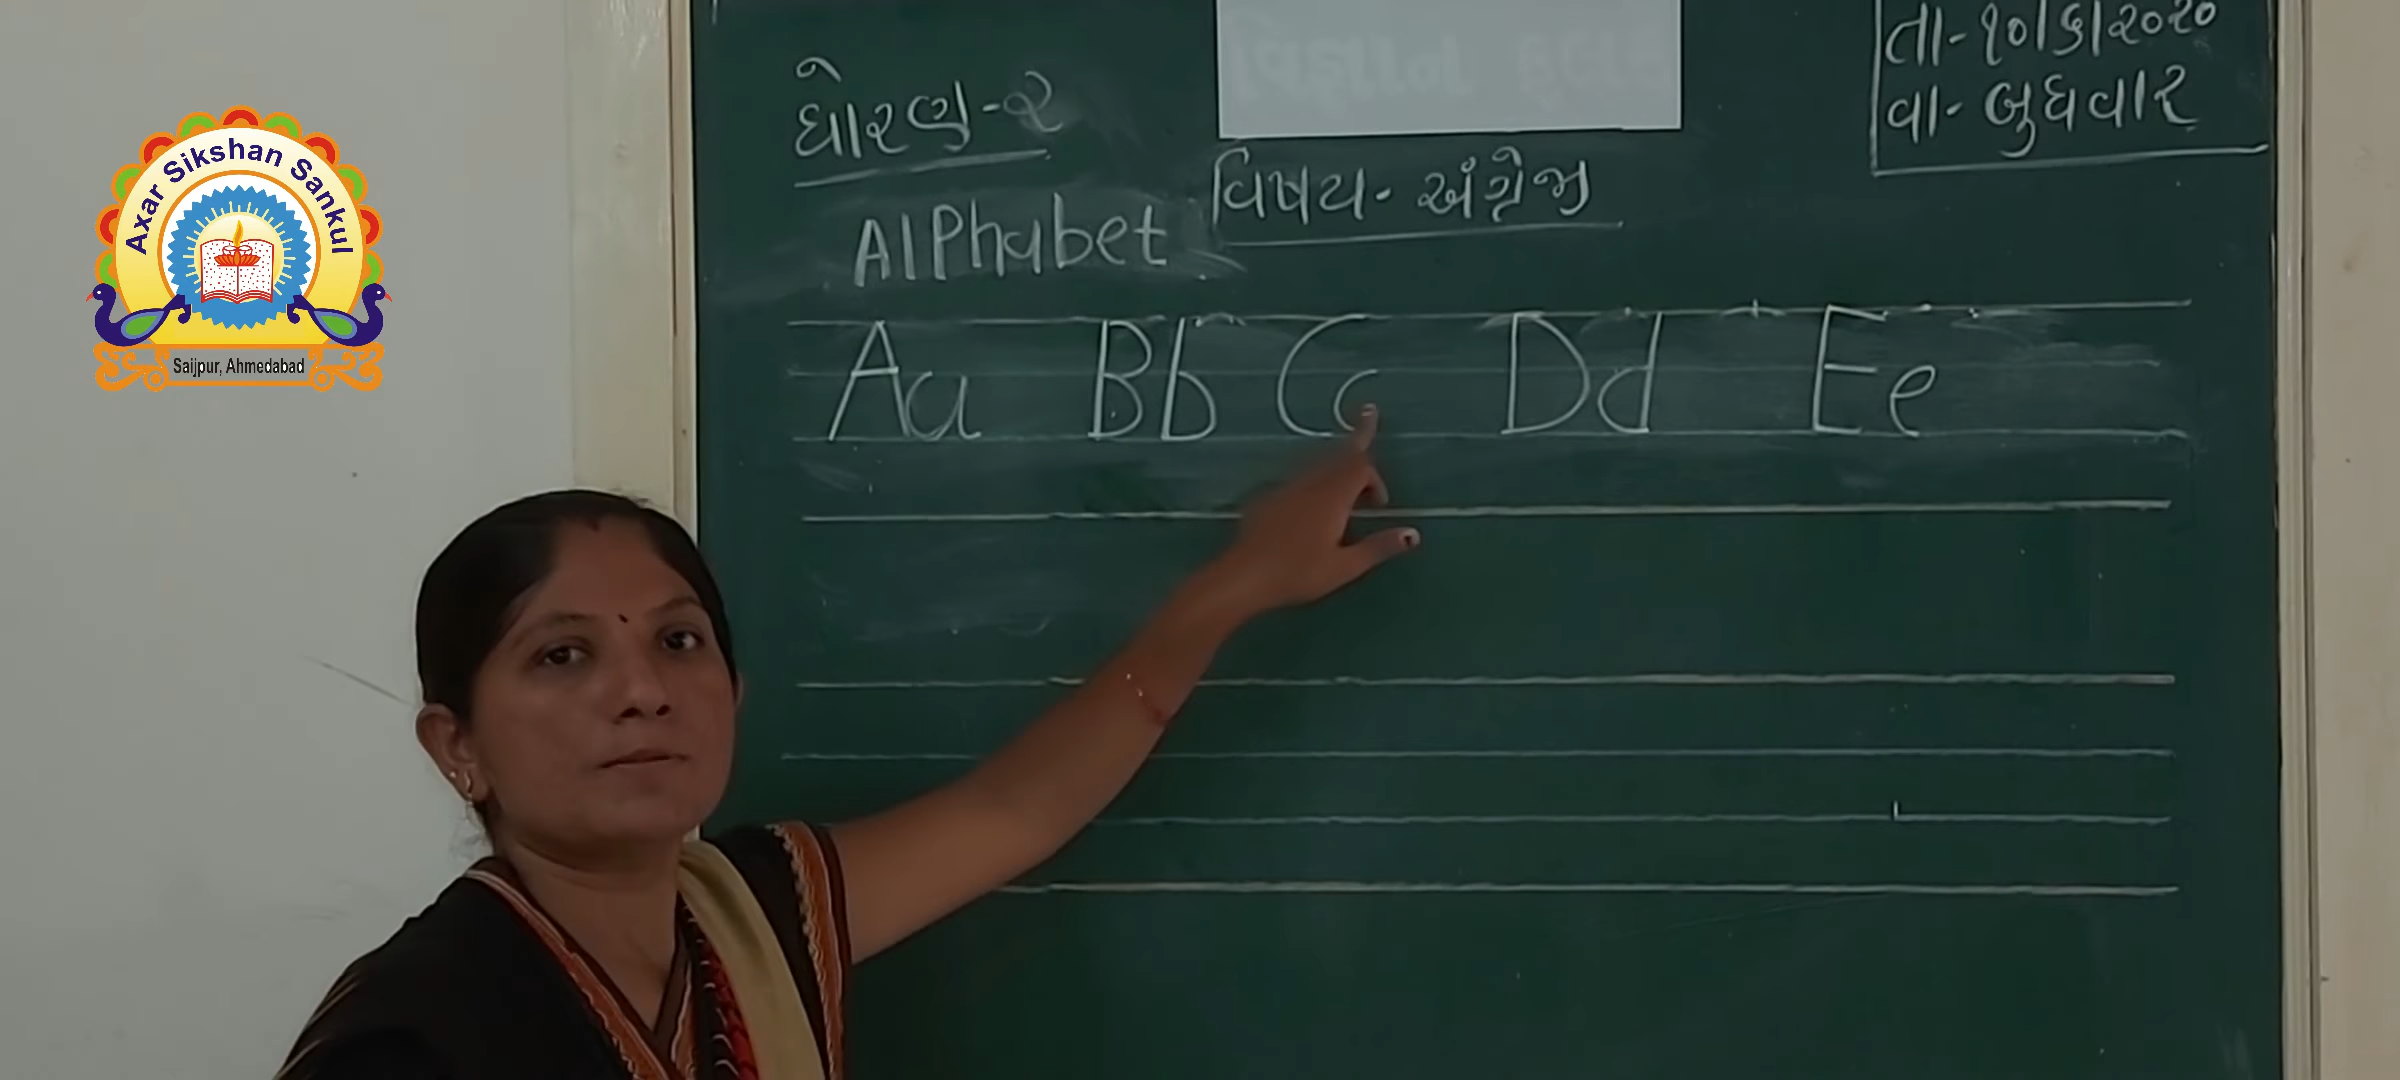 Axar Sikshan Sankul
Saijpur, Ahmedabad
ધોરણ-૨
તા-૧૦/૬/૨૦૨૦
વા-બુધવાર
વિષય-અંગ્રેજી
AlPhabet
Aa Bb Cc Dd Ee